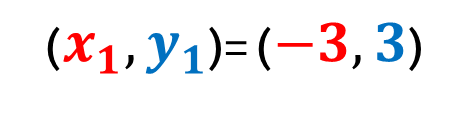 (x₁, y₁)=(−3, 3)